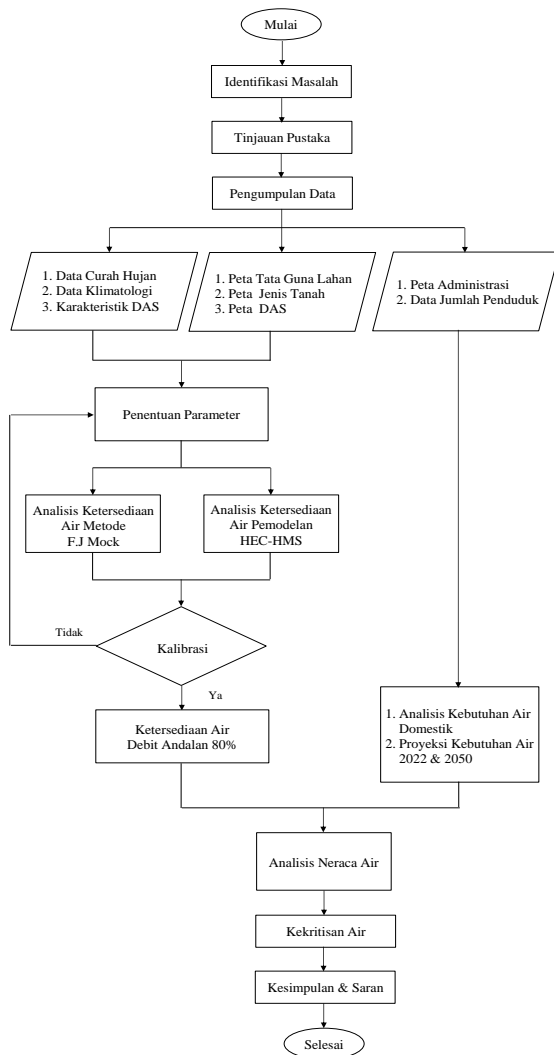 Mulai
Identifikasi Masalah
Tinjauan Pustaka
Pengumpulan Data
1. Data Curah Hujan
2. Data Klimatologi
3. Karakteristik DAS
1. Peta Tata Guna Lahan
2. Peta Jenis Tanah
3. Peta DAS
1. Peta Administrasi
2. Data Jumlah Penduduk
Penentuan Parameter
Analisis Ketersediaan
Air Metode
F.J Mock
Analisis Ketersediaan
Air Pemodelan
HEC-HMS
Tidak
Kalibrasi
Ya
Ketersediaan Air
Debit Andalan 80%
1. Analisis Kebutuhan Air
Domestik
2. Proyeksi Kebutuhan Air
2022 & 2050
Analisis Neraca Air
Kekritisan Air
Kesimpulan & Saran
Selesai